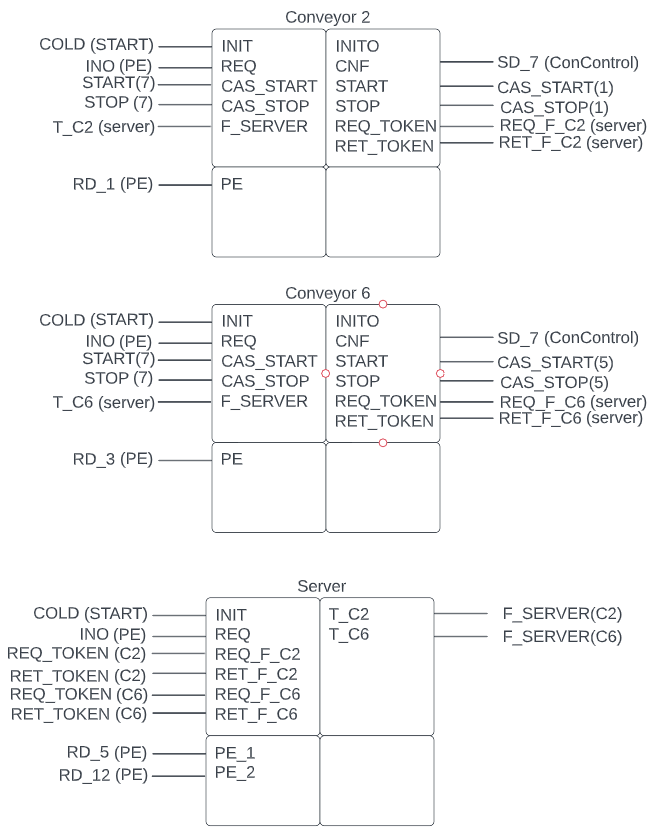 Conveyor 2
COLD (START) INIT INITO
INO (PE) REQ CNF SD_7 (ConControl)
START(7) CAS_START START CAS_START(1)
STOP (7) CAS_STOP STOP CAS_STOP(1)
T_C2 (server) F_SERVER REQ_TOKEN REQ_F_C2 (server)
RET_TOKEN RET_F_C2 (server)
RD_1 (PE) PE
Conveyor 6
COLD (START) INIT INITO
INO (PE) REQ CNF SD_7 (ConControl)
START(7) CAS_START START CAS_START(5)
STOP (7) CAS_STOP STOP CAS_STOP(5)
T_C6 (server) F_SERVER REQ_TOKEN REQ_F_C6 (server)
RET_TOKEN RET_F_C6 (server)
RD_3 (PE) PE
Server
COLD (START) INIT T_C2 F_SERVER(C2)
INO (PE) REQ T_C6 F_SERVER(C6)
REQ_TOKEN (C2) REQ_F_C2
RET_TOKEN (C2) RET_F_C2
REQ_TOKEN (C6) REQ_F_C6
RET_TOKEN (C6) RET_F_C6
RD_5 (PE) PE_1
RD_12 (PE) PE_2